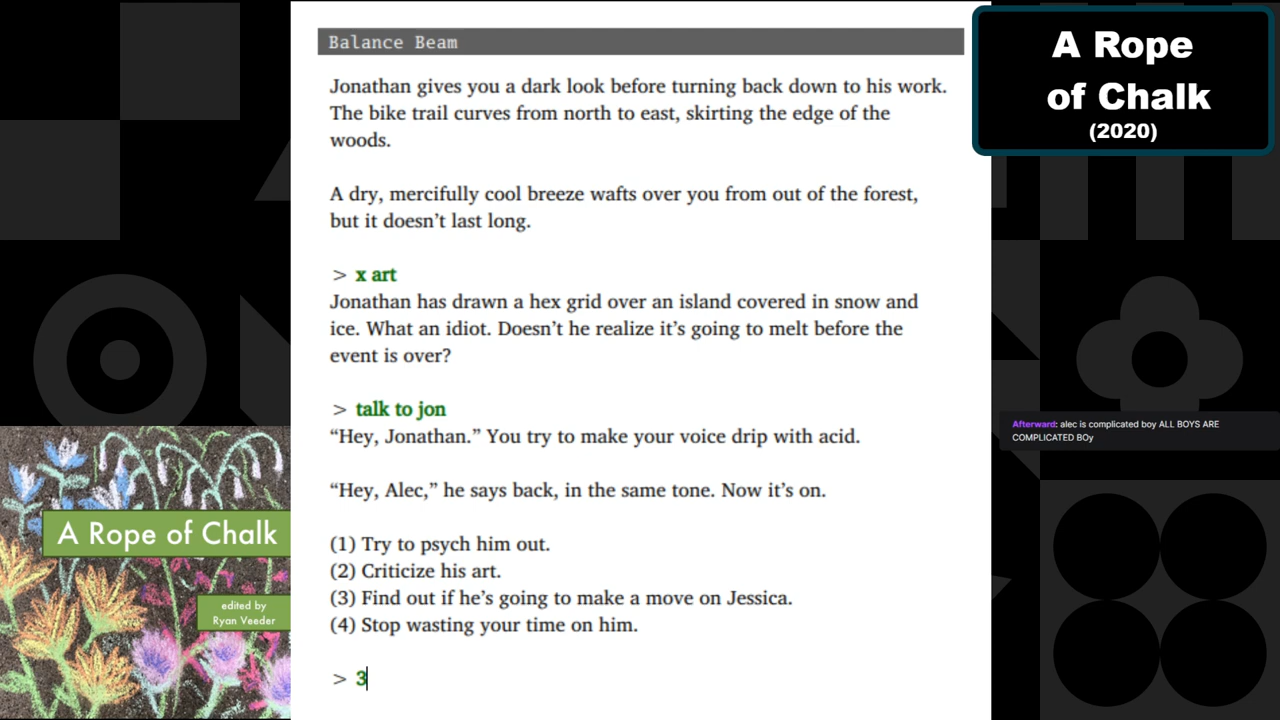 Balance Beam
Jonathan gives you a dark look before turning back down to his work.
The bike trail curves from north to east, skirting the edge of the
woods.
A dry, mercifully cool breeze wafts over you from out of the forest,
but it doesn’t last long.
> x art
Jonathan has drawn a hex grid over an island covered in snow and
ice. What an idiot. Doesn’t he realize it’s going to melt before the
event is over?
> talk to jon
“Hey, Jonathan.” You try to make your voice drip with acid.
“Hey, Alec,” he says back, in the same tone. Now it’s on.
(1) Try to psych him out.
(2) Criticize his art.
(3) Find out if he’s going to make a move on Jessica.
(4) Stop wasting your time on him.
> 3
A Rope
of Chalk
(2020)
Afterward: alec is complicated boy ALL BOYS ARE
COMPLICATED BOy
A Rope of Chalk
edited by
Ryan Veeder